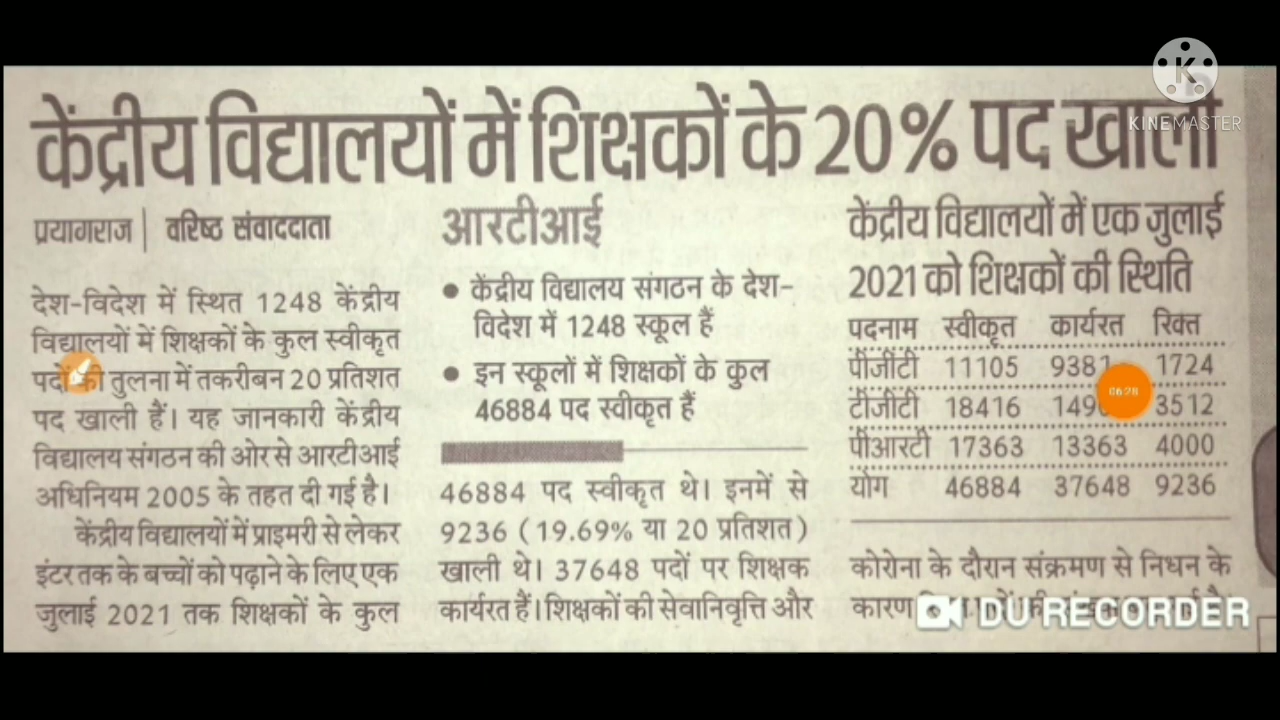 केंद्रीय विद्यालयों में शिक्षकों के 20% पद खाली
प्रयागराज | वरिष्ठ संवाददाता
देश-विदेश में स्थित 1248 केंद्रीय
विद्यालयों में शिक्षकों के कुल स्वीकृत
पदों की तुलना में तकरीबन 20 प्रतिशत
पद खाली हैं। यह जानकारी केंद्रीय
विद्यालय संगठन की ओर से आरटीआई
अधिनियम 2005 के तहत दी गई है।
केंद्रीय विद्यालयों में प्राइमरी से लेकर
इंटर तक के बच्चों को पढ़ाने के लिए एक
जुलाई 2021 तक शिक्षकों के कुल
आरटीआई
● केंद्रीय विद्यालय संगठन के देश-
विदेश में 1248 स्कूल हैं
● इन स्कूलों में शिक्षकों के कुल
46884 पद स्वीकृत हैं
46884 पद स्वीकृत थे। इनमें से
9236 (19.69% या 20 प्रतिशत)
खाली थे। 37648 पदों पर शिक्षक
कार्यरत हैं। शिक्षकों की सेवानिवृत्ति और
केंद्रीय विद्यालयों में एक जुलाई
2021 को शिक्षकों की स्थिति
पदनाम स्वीकृत कार्यरत रिक्त
पीजीटी 11105 9381 1724
टीजीटी 18416 3512
पीआरटी 17363 13363 4000
योग 46884 37648 9236
कोरोना के दौरान संक्रमण से निधन के
कारण
KINEMASTER
06:28
DU RECORDER